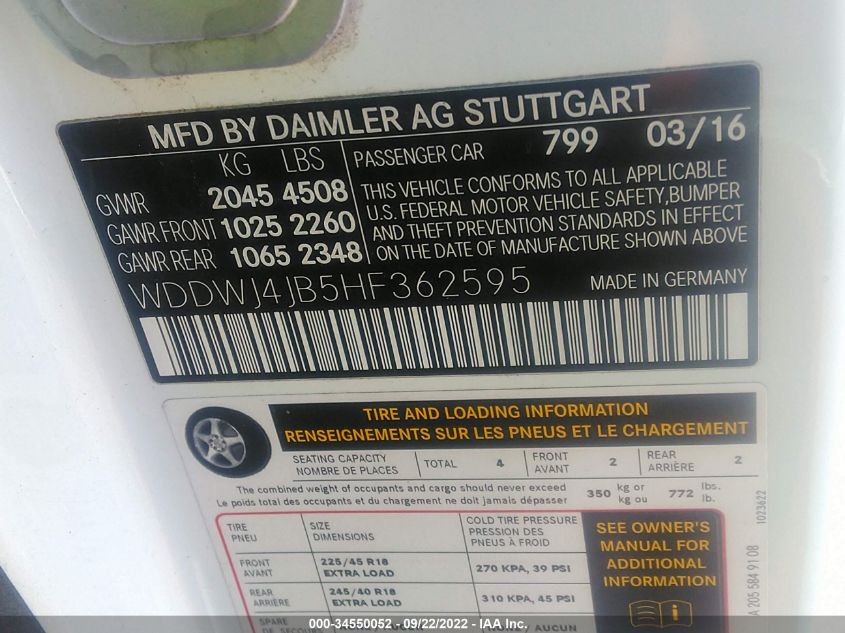 MFD BY DAIMLER AG STUTTGART
KG LBS
GVWR 2045 4508
GAWR FRONT 1025 2260
GAWR REAR 1065 2348
PASSENGER CAR 799 03/16
THIS VEHICLE CONFORMS TO ALL APPLICABLE
U.S. FEDERAL MOTOR VEHICLE SAFETY, BUMPER
AND THEFT PREVENTION STANDARDS IN EFFECT
ON THE DATE OF MANUFACTURE SHOWN ABOVE
WDDWJ4JB5HF362595 MADE IN GERMANY
TIRE AND LOADING INFORMATION
RENSEIGNEMENTS SUR LES PNEUS ET LE CHARGEMENT
SEATING CAPACITY
NOMBRE DE PLACES
TOTAL 4
FRONT
AVANT 2
REAR
ARRIÈRE 2
The combined weight of occupants and cargo should never exceed
Le poids total des occupants et du chargement ne doit jamais dépasser
350 kg or
kg ou
772 lbs.
lb.
TIRE
PNEU
SIZE
DIMENSIONS
COLD TIRE PRESSURE
PRESSION DES
PNEUS À FROID
FRONT
AVANT
225/45 R18
EXTRA LOAD
270 KPA, 39 PSI
REAR
ARRIÈRE
245/40 R18
EXTRA LOAD
310 KPA, 45 PSI
SPARE
DE SECOURS
SEE OWNER'S
MANUAL FOR
ADDITIONAL
INFORMATION
A 205 584 91 08
1023622
000-34550052 - 09/22/2022 - IAA Inc.